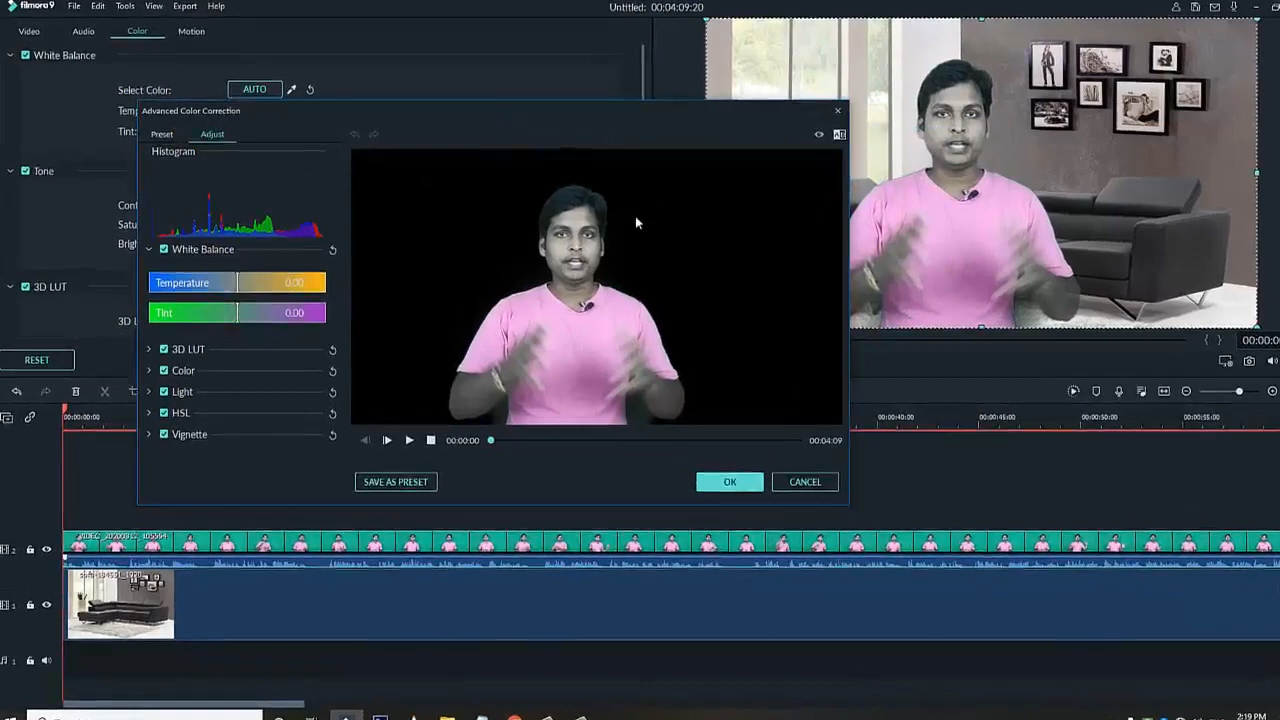 filmora9 File Edit Tools View Export Help Untitled: 00:04:09:20
Video Audio Color Motion
White Balance
Select Color: AUTO
Tint:
Tone
3D LUT
RESET
Advanced Color Correction
Preset Adjust
Histogram
White Balance
Temperature 0.00
Tint 0.00
3D LUT
Color
Light
HSL
Vignette
00:00:00 00:04:09
SAVE AS PRESET OK CANCEL
00:00:00:00 00:00:40:00 00:00:45:00 00:00:50:00 00:00:55:00
2
1
1
2:19 PM